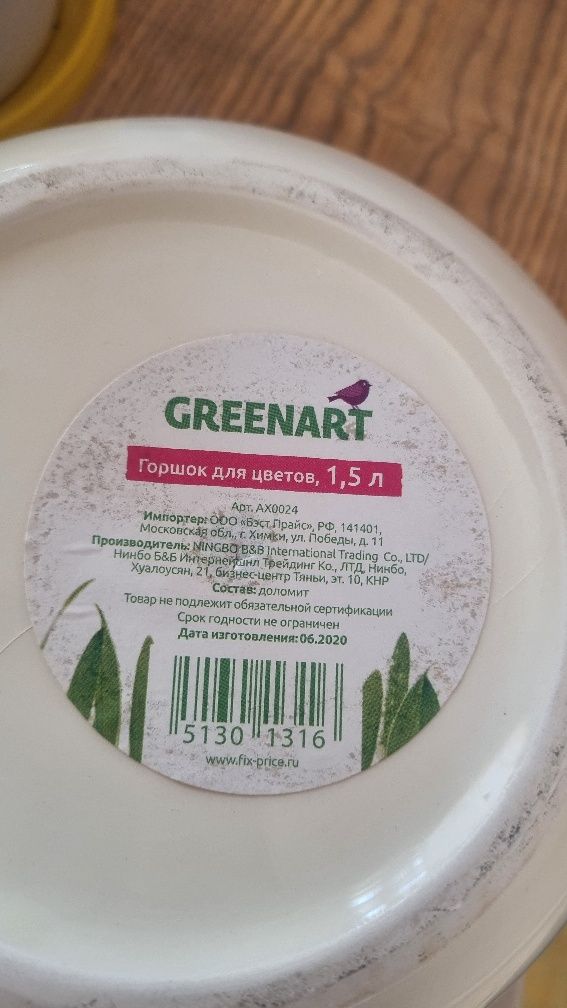 GREENART
Горшок для цветов, 1,5 л
Арт. AX0024
Импортер: ООО «Бэст Прайс», РФ, 141401,
Московская обл., г. Химки, ул. Победы, д. 11
Производитель: NINGBO B&B International Trading Co., LTD/
Нинбо Б&Б Интернейшнл Трейдинг Ко., ЛТД, Нинбо,
Хуалоусян, 21, бизнес-центр Тяньи, эт. 10, КНР
Состав: доломит
Товар не подлежит обязательной сертификации
Срок годности не ограничен
Дата изготовления: 06.2020
5130 1316
www.fix-price.ru